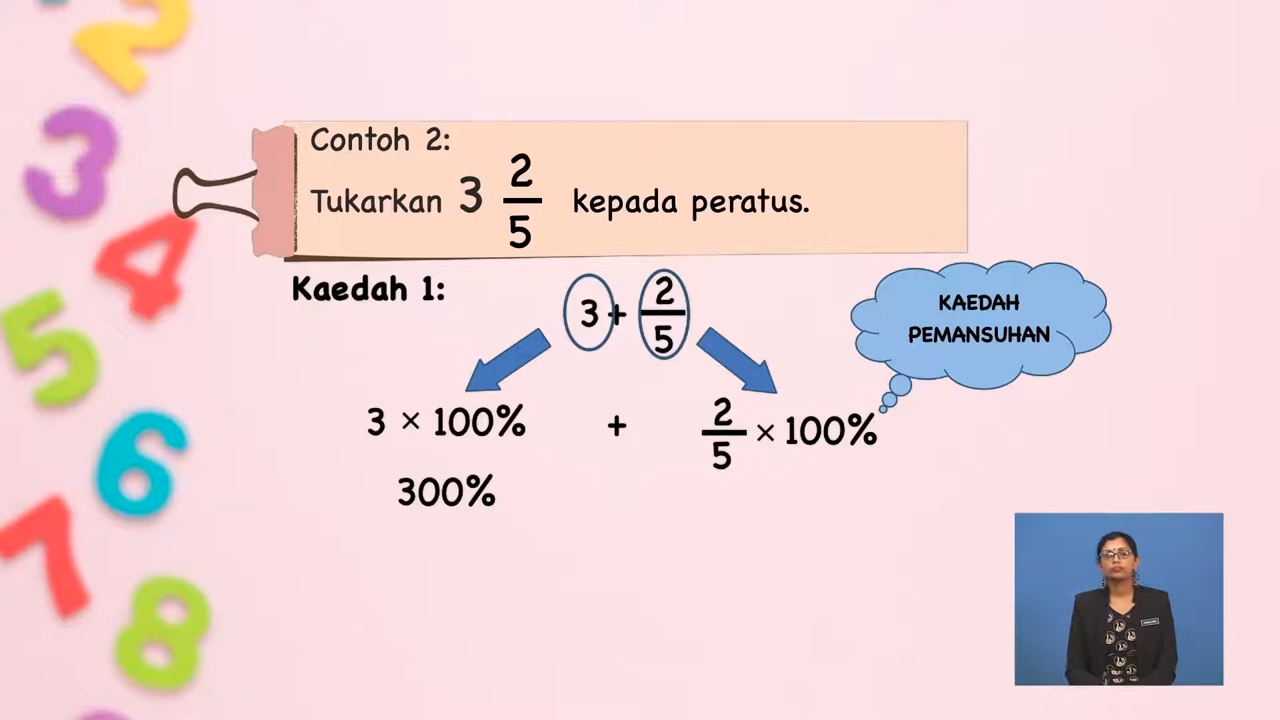 Contoh 2:
Tukarkan 3 2/5 kepada peratus.
Kaedah 1:
3 + 2/5
KAEDAH
PEMANSUHAN
3 × 100% + 2/5 × 100%
300%